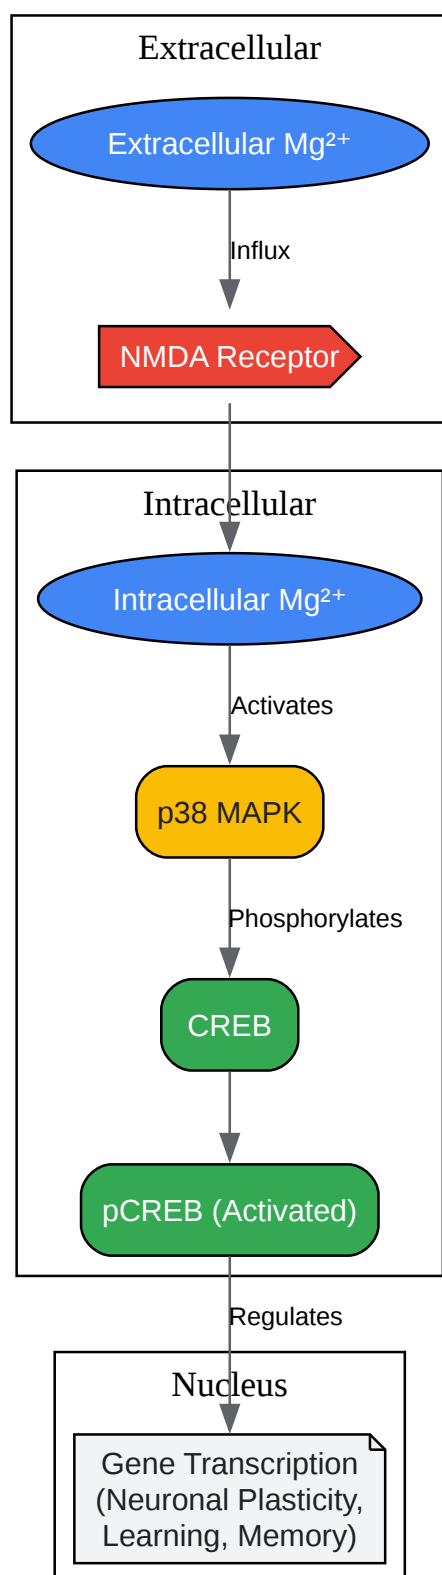 Extracellular
Extracellular Mg²⁺
Influx
NMDA Receptor
Intracellular
Intracellular Mg²⁺
Activates
p38 MAPK
Phosphorylates
CREB
pCREB (Activated)
Regulates
Nucleus
Gene Transcription
(Neuronal Plasticity,
Learning, Memory)